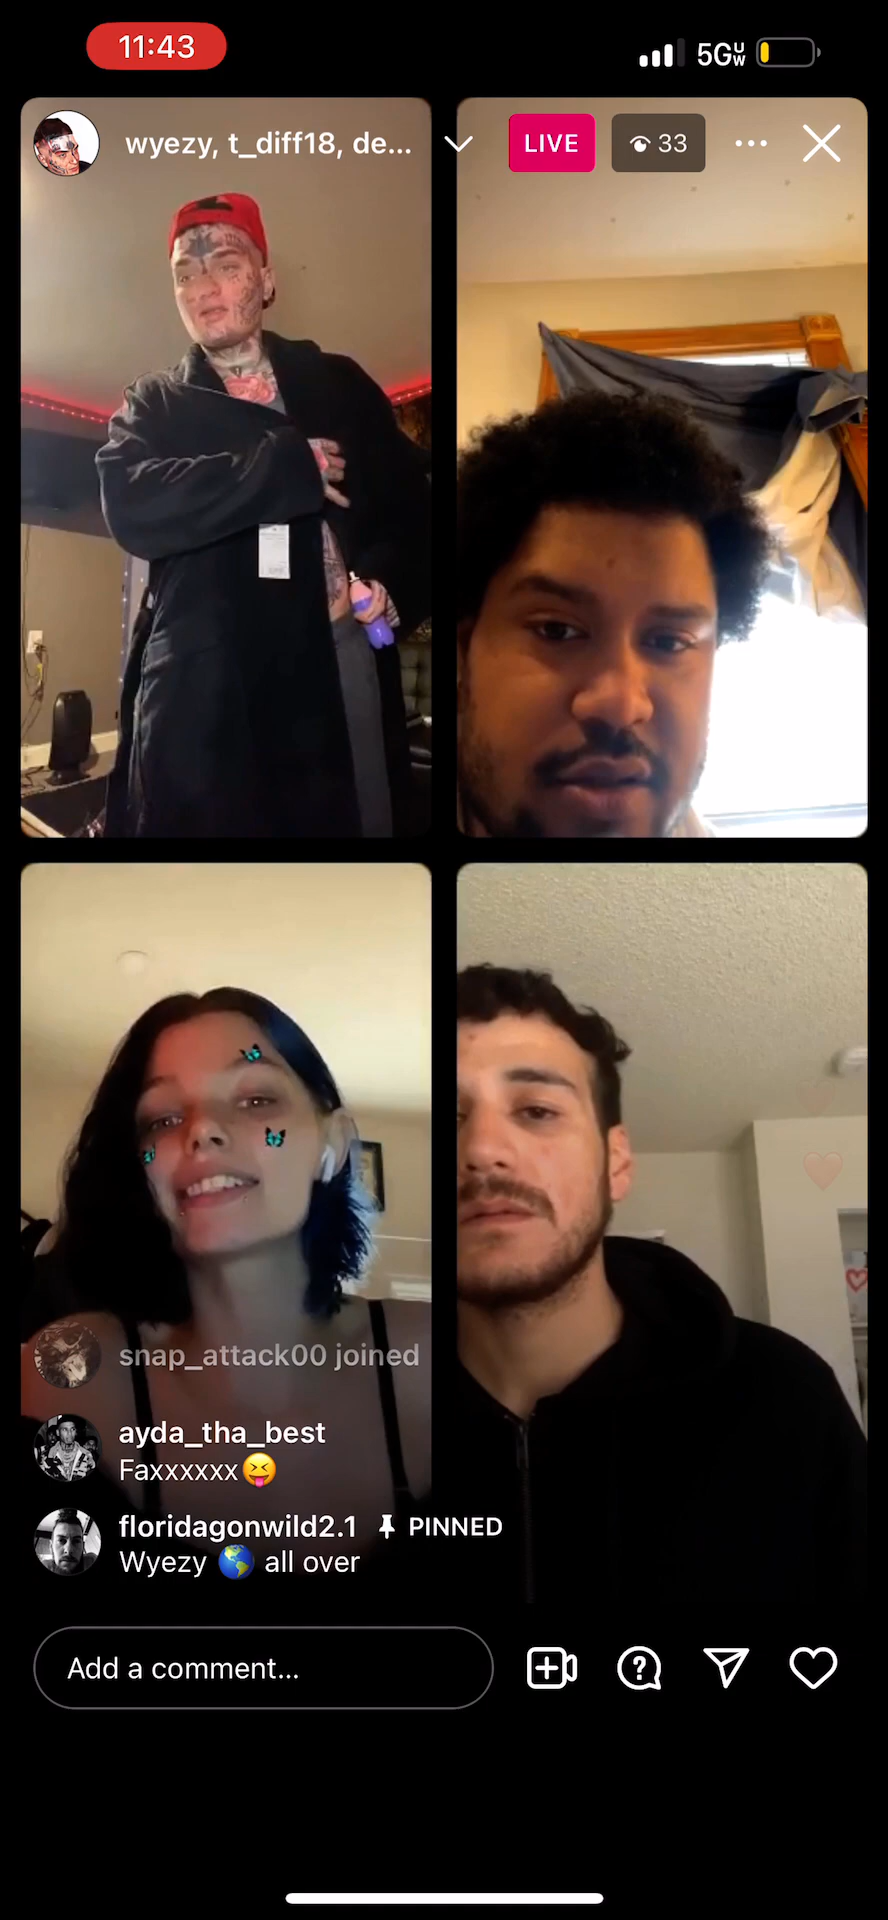 11:43
5G UW
wyezy, t_diff18, de...
LIVE
33
snap_attack00 joined
ayda_tha_best
Faxxxxxx😝
floridagonwild2.1 PINNED
Wyezy 🌎 all over
Add a comment...